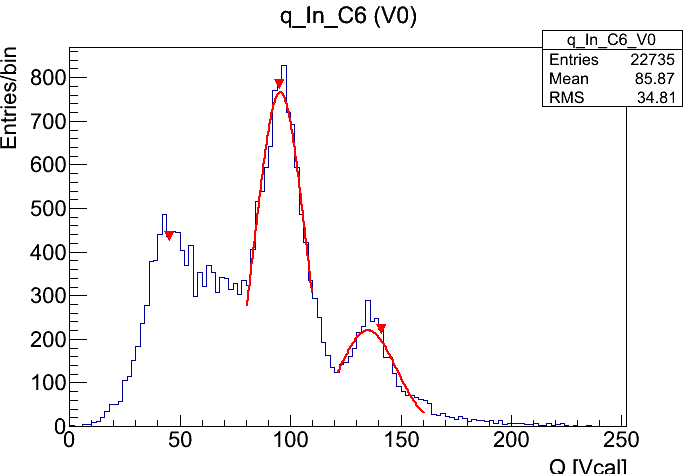 q_In_C6 (V0)
q_In_C6_V0
Entries 22735
Mean 85.87
RMS 34.81
Entries/bin
800
700
600
500
400
300
200
100
0
0 50 100 150 200 250
Q [Vcal]